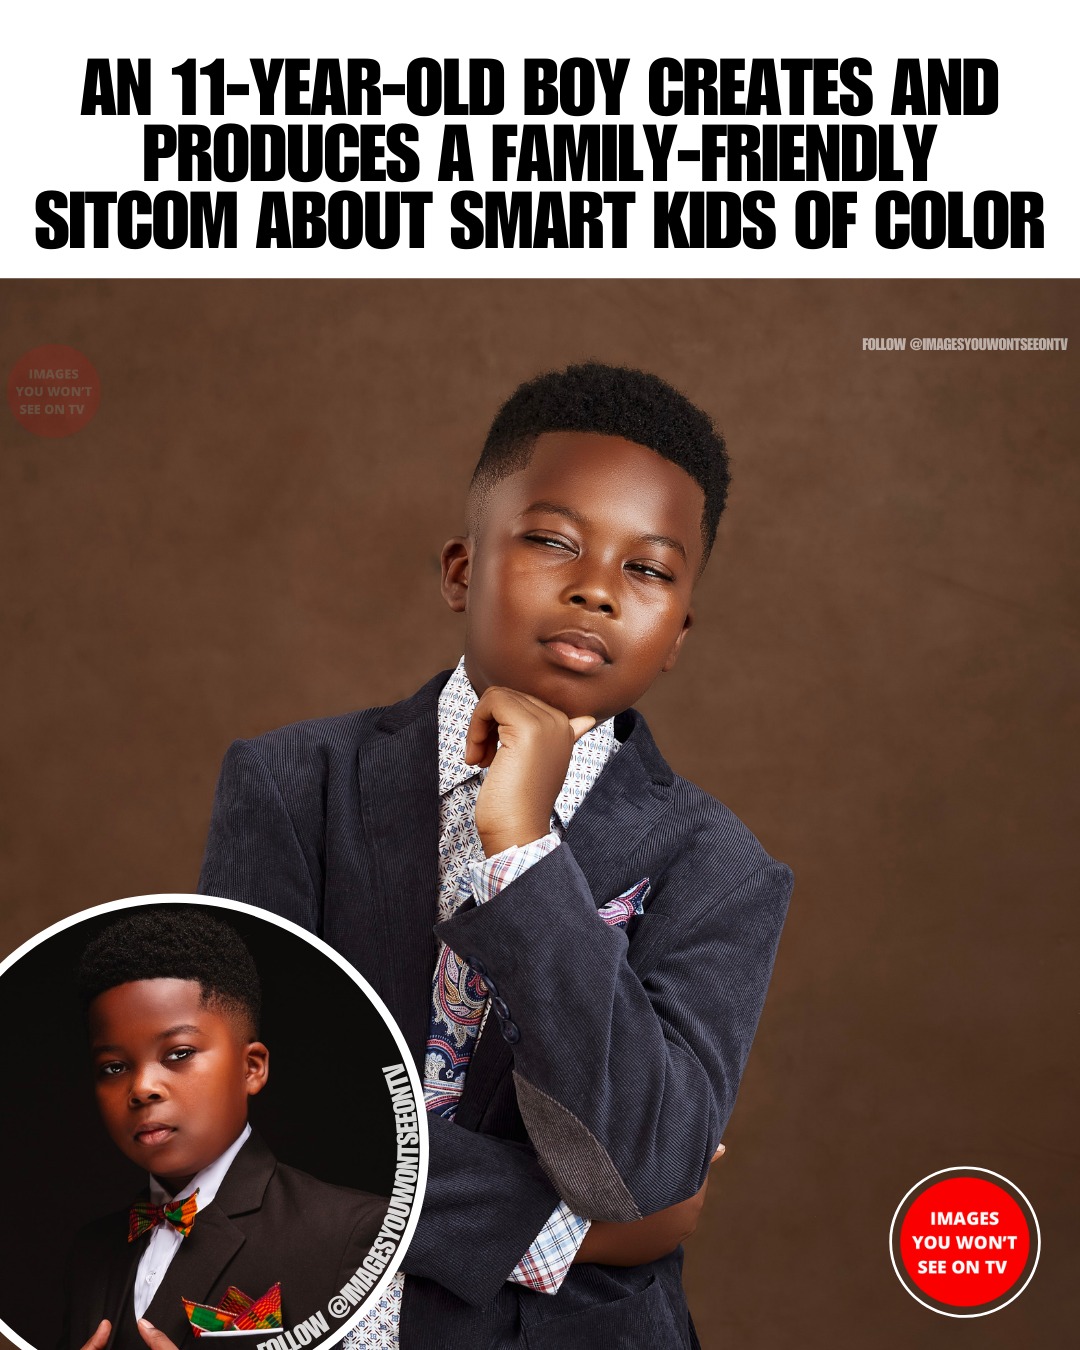 AN 11-YEAR-OLD BOY CREATES AND
PRODUCES A FAMILY-FRIENDLY
SITCOM ABOUT SMART KIDS OF COLOR
FOLLOW @IMAGESYOUWONTSEEONTV
IMAGES
YOU WON'T
SEE ON TV
FOLLOW @IMAGESYOUWONTSEEONTV
IMAGES
YOU WON'T
SEE ON TV